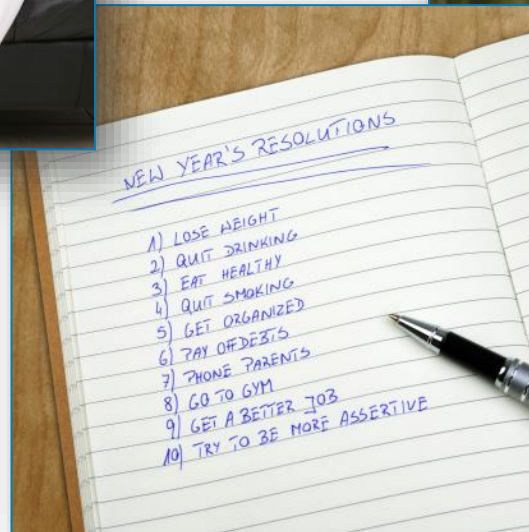 NEW YEAR'S RESOLUTIONS
1) LOSE WEIGHT
2) QUIT DRINKING
3) EAT HEALTHY
4) QUIT SMOKING
5) GET ORGANIZED
6) PAY OFF DEBTS
7) PHONE PARENTS
8) GO TO GYM
9) GET A BETTER JOB
10) TRY TO BE MORE ASSERTIVE